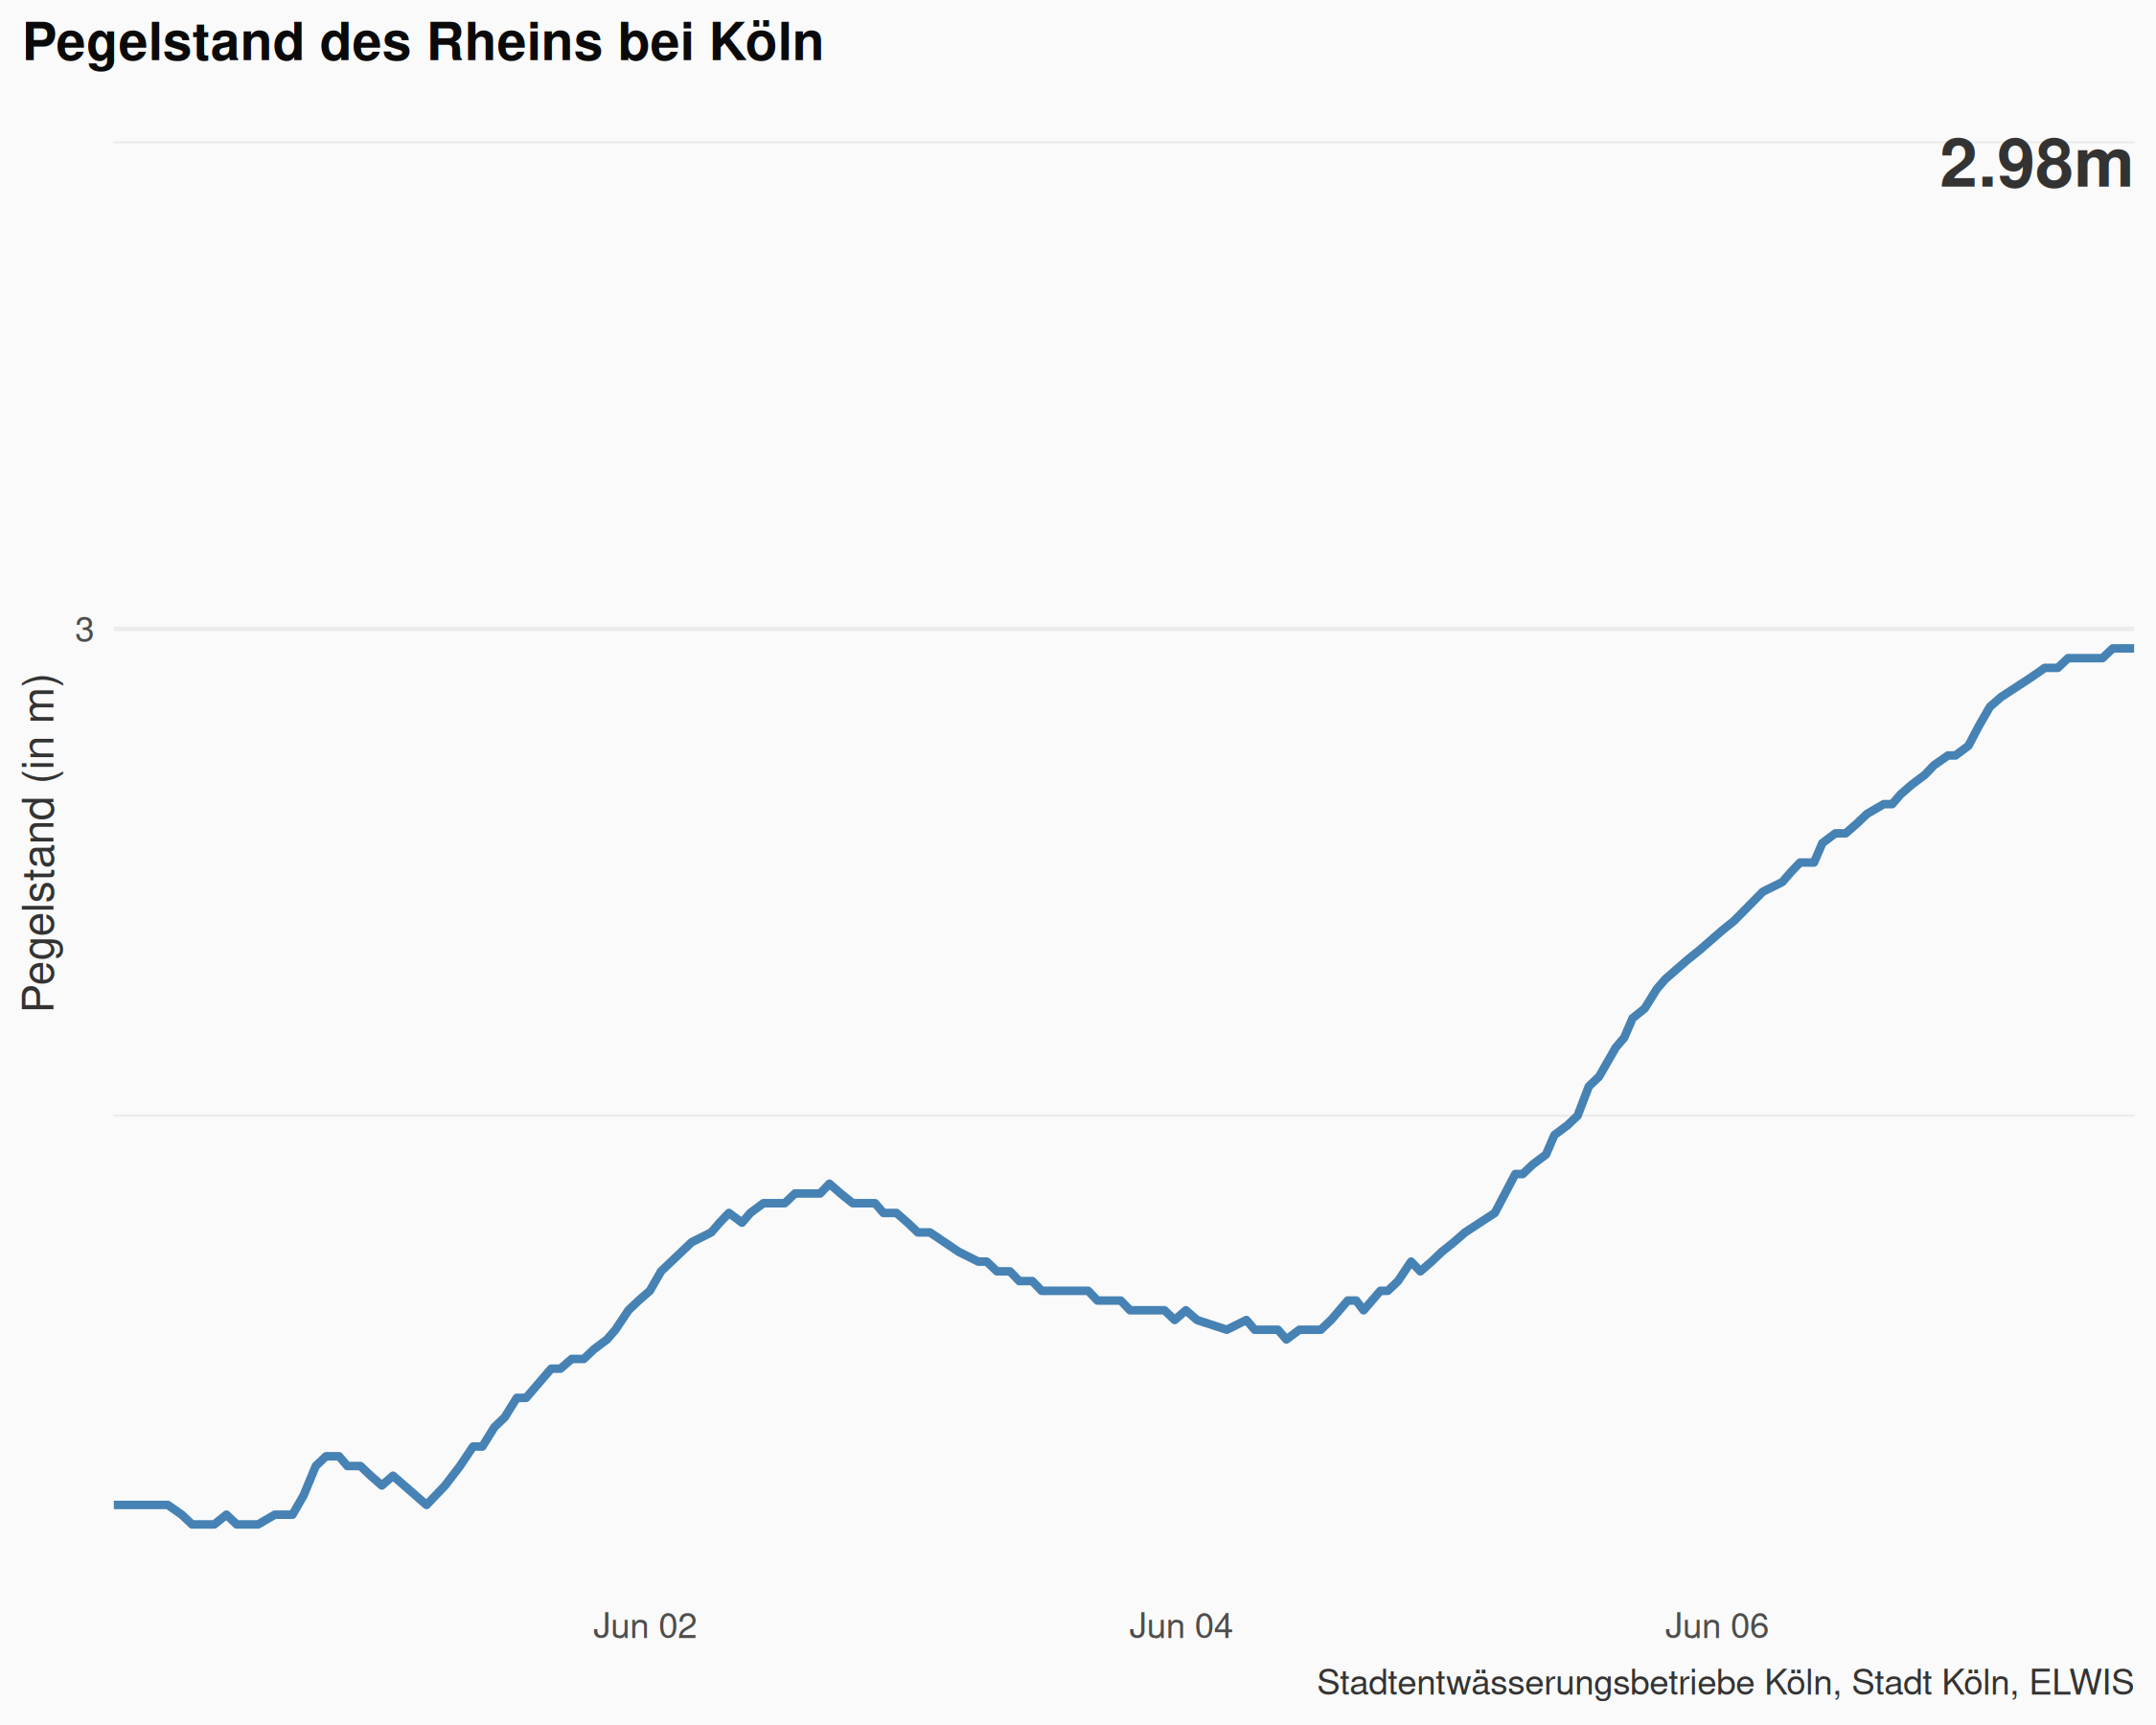 Pegelstand des Rheins bei Köln
2.98m
3
Pegelstand (in m)
Jun 02
Jun 04
Jun 06
Stadtentwässerungsbetriebe Köln, Stadt Köln, ELWIS